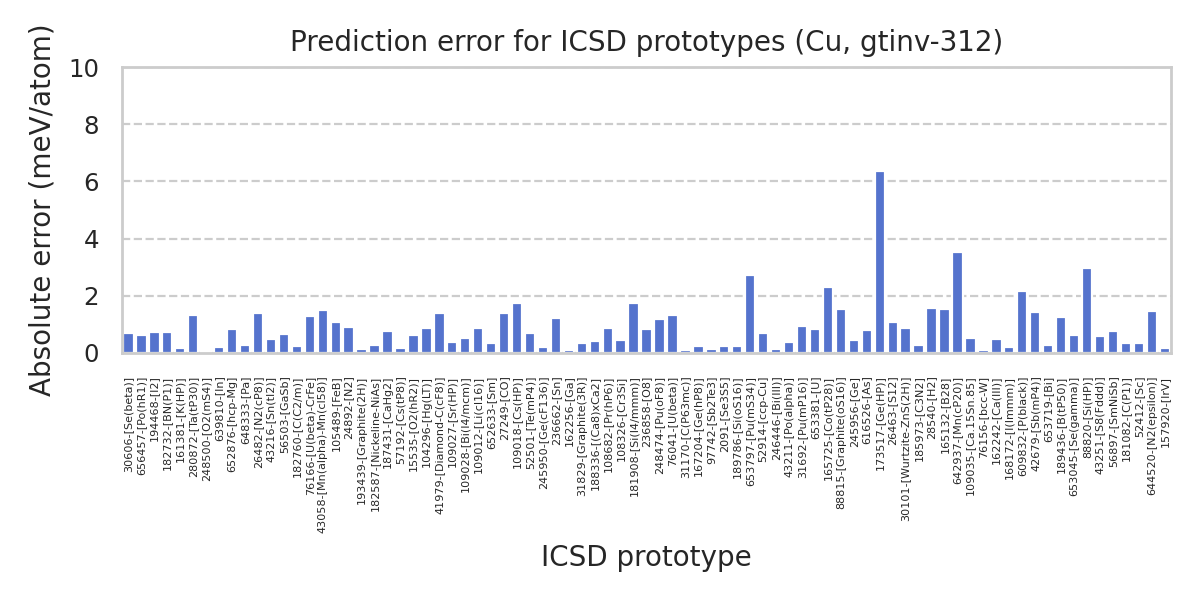 Prediction error for ICSD prototypes (Cu, gtinv-312)
Absolute error (meV/atom)
10
8
6
4
2
0
30606-[Se(beta)]
656457-[Po(hR1)]
194468-[I2]
182732-[BN(P1)]
161381-[K(HP)]
280872-[Ta(tP30)]
248500-[O2(mS4)]
639810-[In]
652876-[hcp-Mg]
648333-[Pa]
26482-[N2(cP8)]
43216-[Sn(tI2)]
56503-[GaSb]
182760-[C(C2/m)]
76166-[U(beta)-CrFe]
43058-[Mn(alpha)-Mn(cI58)]
1054899-[FeB]
24892-[N2]
193439-[Graphite(2H)]
182587-[Nickeline-NiAs]
187431-[CaHg2]
57192-[Cs(tP8)]
15535-[O2(hR2)]
104296-[Hg(LT)]
41979-[Diamond-C(cF8)]
109027-[Sr(HP)]
109028-[Bi(I4/mcm)]
109012-[Li(cI16)]
652633-[Sm]
27249-[CO]
109018-[Cs(HP)]
52501-[Te(mP4)]
245950-[Ge(cF136)]
236662-[Sn]
162256-[Ga]
31829-[Graphite(3R)]
188336-[(Ca8)xCa2]
108682-[Pr(hP6)]
108326-[Cr3Si]
181908-[Si(I4/mmm)]
236858-[O8]
248474-[Pu(oF8)]
76041-[U(beta)]
31170-[C(P63mc)]
167204-[Ge(hP8)]
97742-[Sb2Te3]
2091-[Se3S5]
189786-[Si(oS16)]
653797-[Pu(mS34)]
52914-[ccp-Cu]
246446-[Bi(III)]
43211-[Po(alpha)]
31692-[Pu(mP16)]
653381-[U]
165725-[Co(tP28)]
88815-[Graphite(oS16)]
245956-[Ge]
616526-[As]
173517-[Ge(HP)]
24463-[S12]
30101-[Wurtzite-ZnS(2H)]
185973-[C3N2]
28540-[H2]
165132-[B28]
642937-[Mn(cP20)]
109035-[Ca.15Sn.85]
76156-[bcc-W]
162242-[Ca(III)]
168172-[I(Immm)]
609832-[P(black)]
42679-[Sb(mP4)]
653719-[Bi]
189436-[B(tP50)]
653045-[Se(gamma)]
88820-[Si(HP)]
43251-[S8(Fddd)]
56897-[SmNiSb]
181082-[C(P1)]
52412-[Sc]
644520-[N2(epsilon)]
157920-[IrV]
ICSD prototype